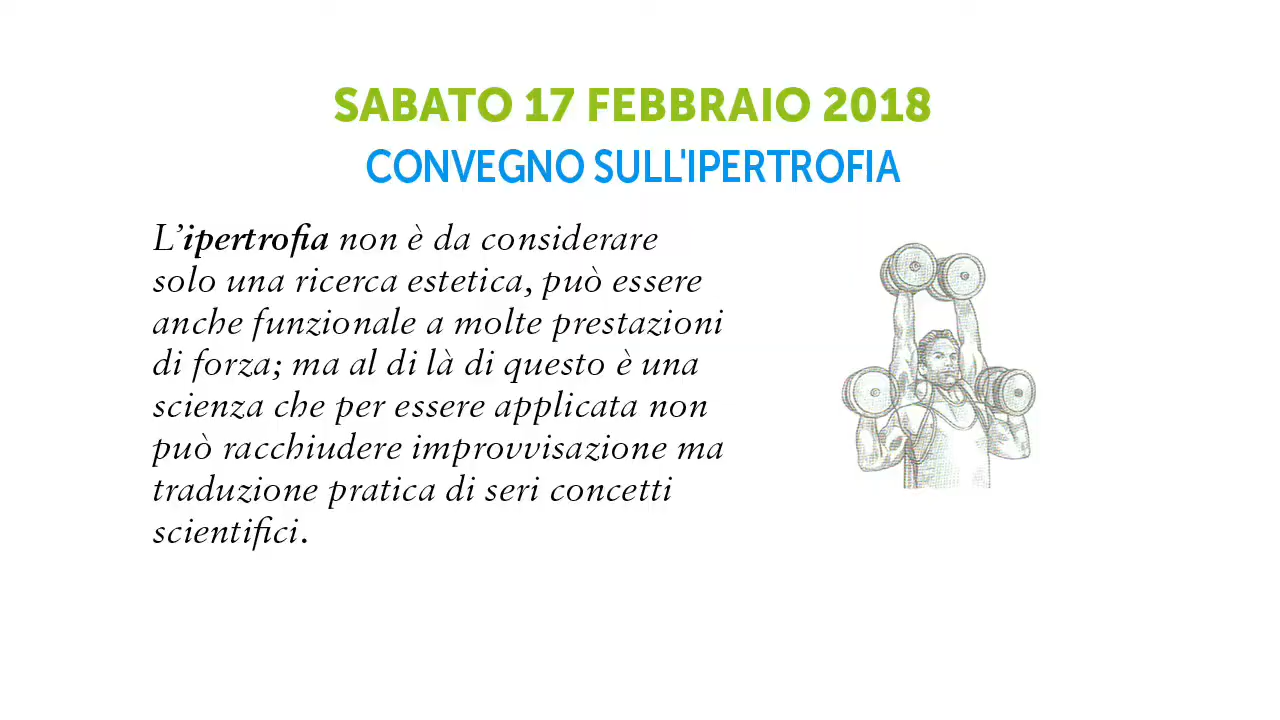 SABATO 17 FEBBRAIO 2018
CONVEGNO SULL'IPERTROFIA
L’ipertrofia non è da considerare
solo una ricerca estetica, può essere
anche funzionale a molte prestazioni
di forza; ma al di là di questo è una
scienza che per essere applicata non
può racchiudere improvvisazione ma
traduzione pratica di seri concetti
scientifici.